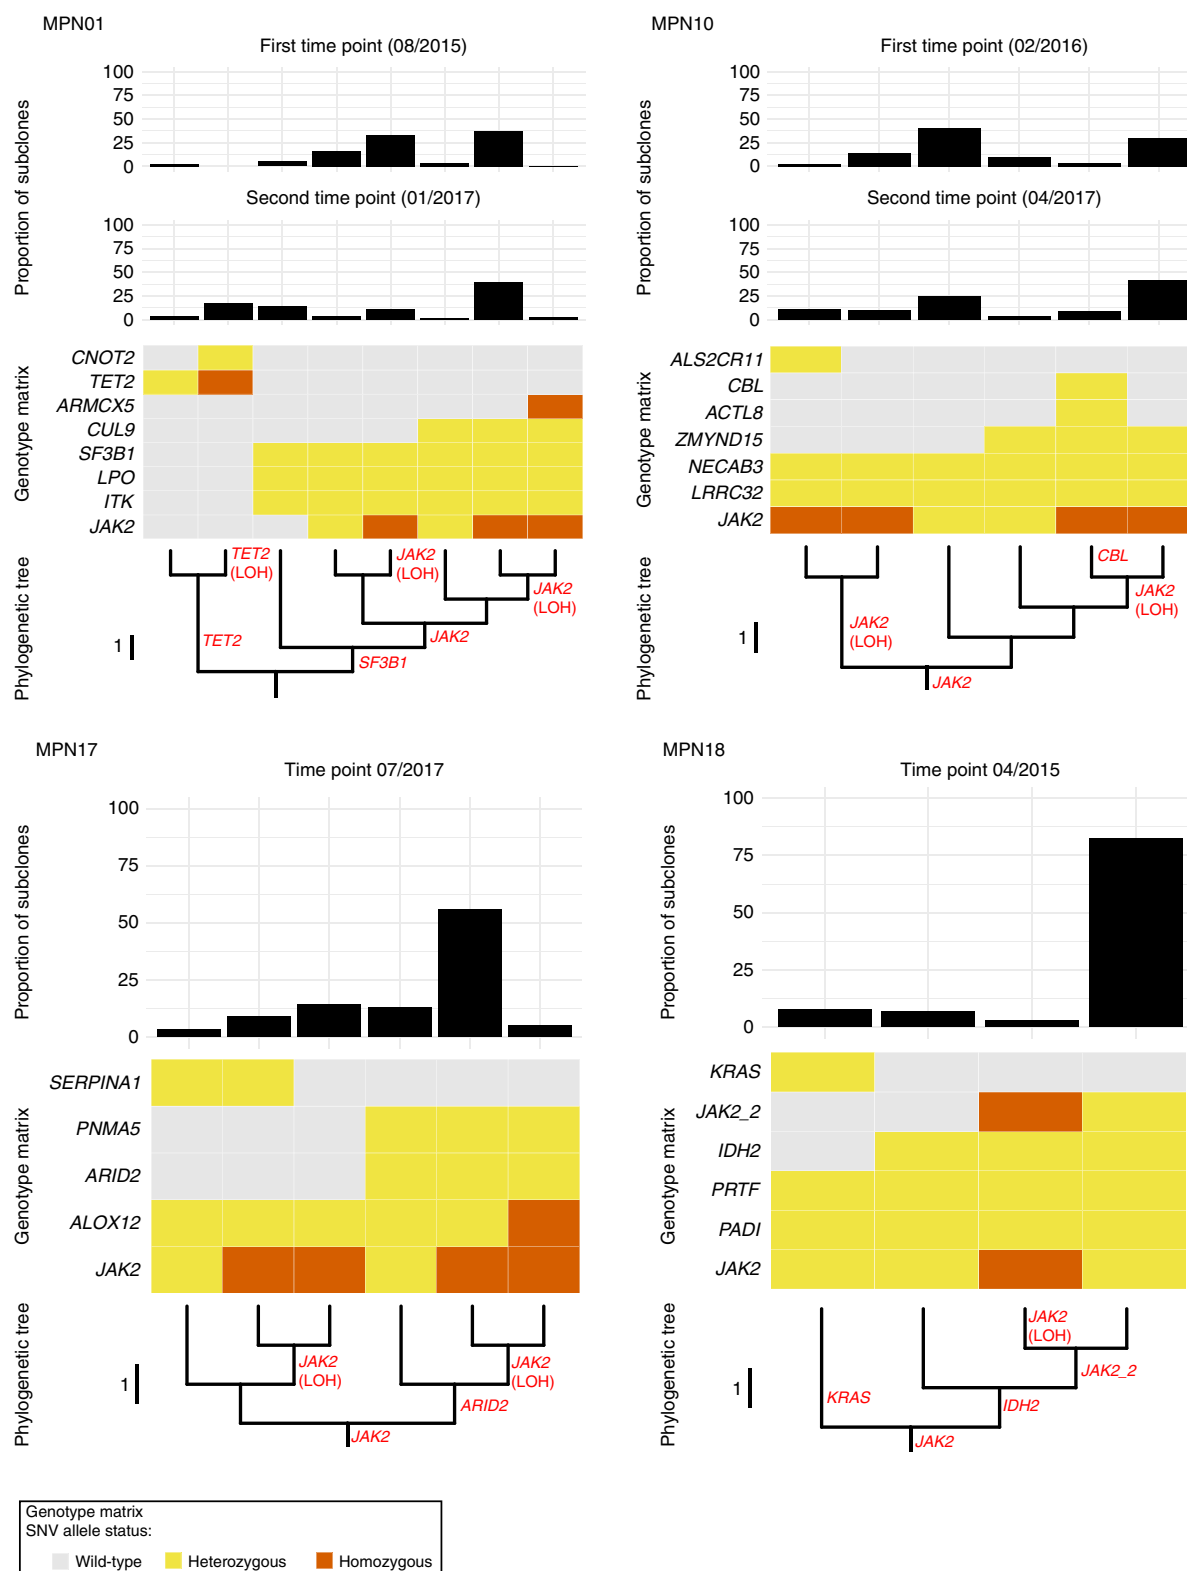 MPN01
First time point (08/2015)
Proportion of subclones
100
75
50
25
0
Second time point (01/2017)
100
75
50
25
0
Genotype matrix
CNOT2
TET2
ARMCX5
CUL9
SF3B1
LPO
ITK
JAK2
Phylogenetic tree
1
TET2
(LOH)
JAK2
(LOH)
JAK2
(LOH)
TET2
JAK2
SF3B1
MPN10
First time point (02/2016)
Proportion of subclones
100
75
50
25
0
Second time point (04/2017)
100
75
50
25
0
Genotype matrix
ALS2CR11
CBL
ACTL8
ZMYND15
NECAB3
LRRC32
JAK2
Phylogenetic tree
1
CBL
JAK2
(LOH)
JAK2
(LOH)
JAK2
MPN17
Time point 07/2017
Proportion of subclones
100
75
50
25
0
Genotype matrix
SERPINA1
PNMA5
ARID2
ALOX12
JAK2
Phylogenetic tree
1
JAK2
(LOH)
JAK2
(LOH)
ARID2
JAK2
MPN18
Time point 04/2015
Proportion of subclones
100
75
50
25
0
Genotype matrix
KRAS
JAK2_2
IDH2
PRTF
PADI
JAK2
Phylogenetic tree
1
JAK2
(LOH)
JAK2_2
KRAS
IDH2
JAK2
Genotype matrix
SNV allele status:
Wild-type Heterozygous Homozygous